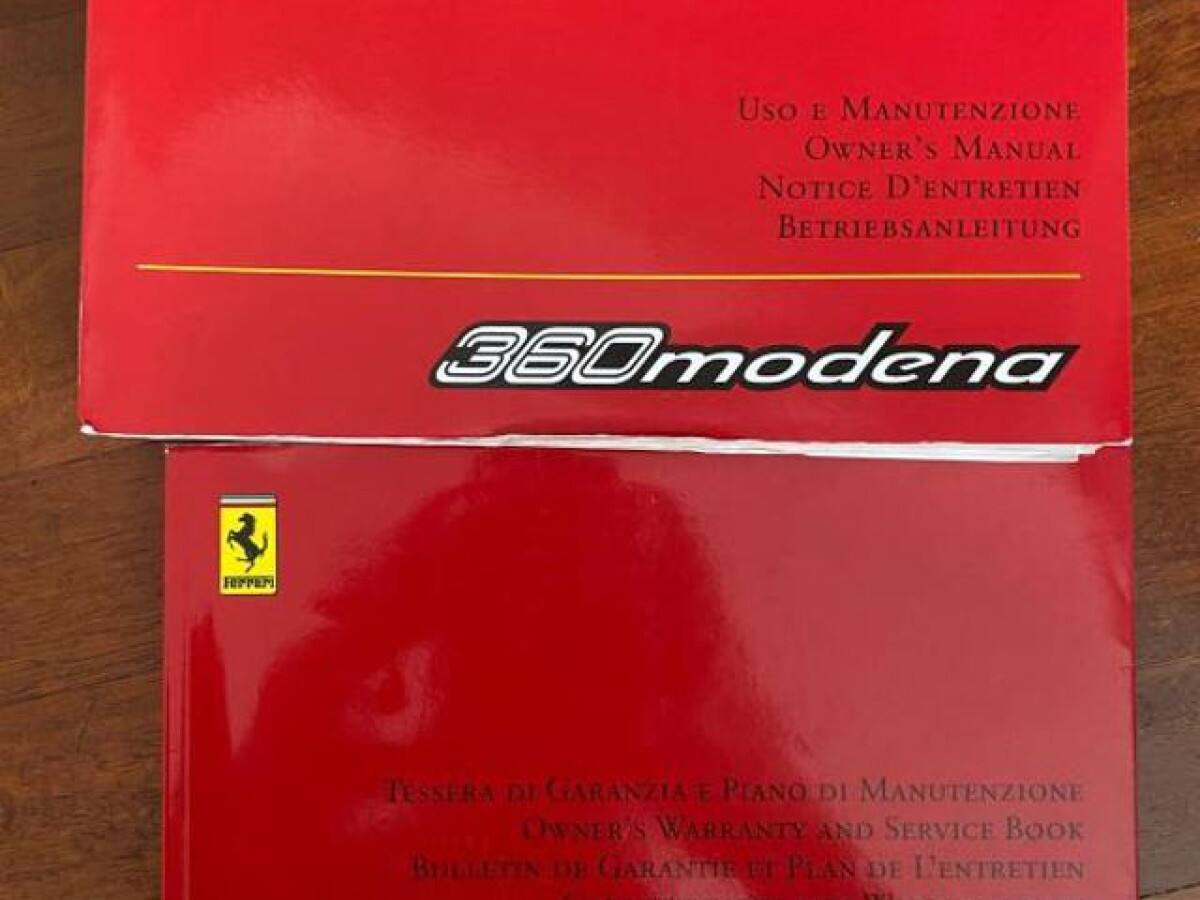 USO E MANUTENZIONE
OWNER'S MANUAL
NOTICE D'ENTRETIEN
BETRIEBSANLEITUNG
360modena
Ferrari
TESSERA DI GARANZIA E PIANO DI MANUTENZIONE
OWNER'S WARRANTY AND SERVICE BOOK
BULLETIN DE GARANTIE ET PLAN DE L'ENTRETIEN